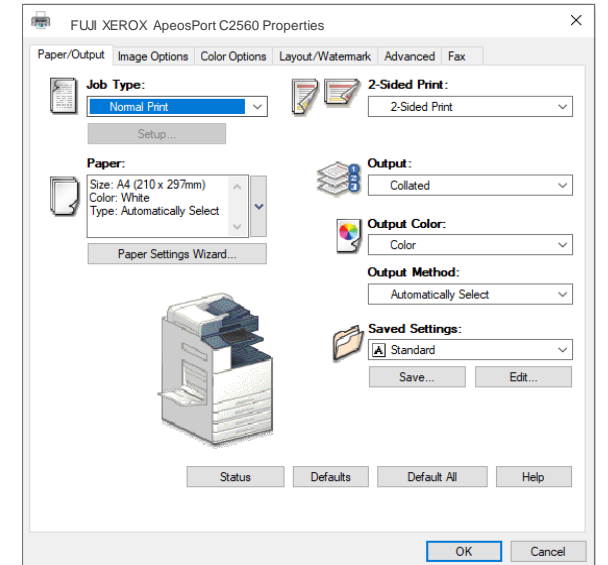 FUJI XEROX ApeosPort C2560 Properties
Paper/Output Image Options Color Options Layout/Watermark Advanced Fax
Job Type:
Normal Print
Setup...
2-Sided Print:
2-Sided Print
Paper:
Size: A4 (210 x 297mm)
Color: White
Type: Automatically Select
Paper Settings Wizard...
Output:
1
2
3
Collated
Output Color:
Color
Output Method:
Automatically Select
Saved Settings:
A Standard
Save... Edit...
Status Defaults Default All Help
OK Cancel